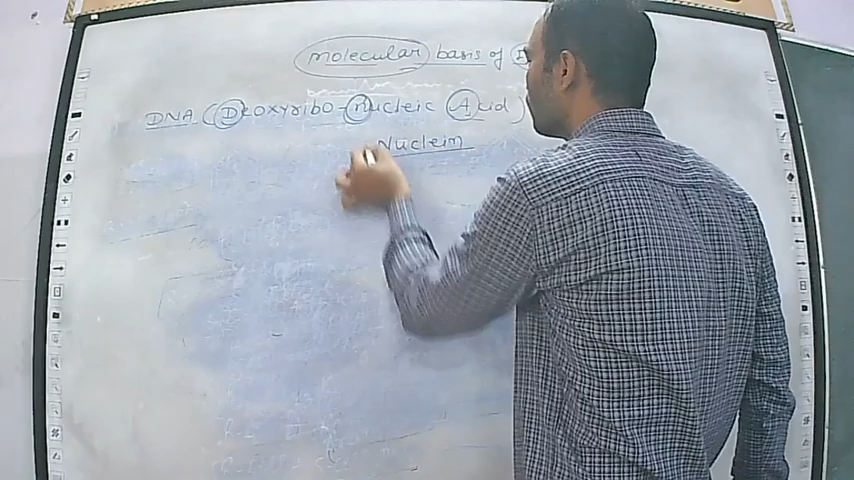 molecular basis of
DNA (Deoxyribo-nucleic Acid)
Nuclein